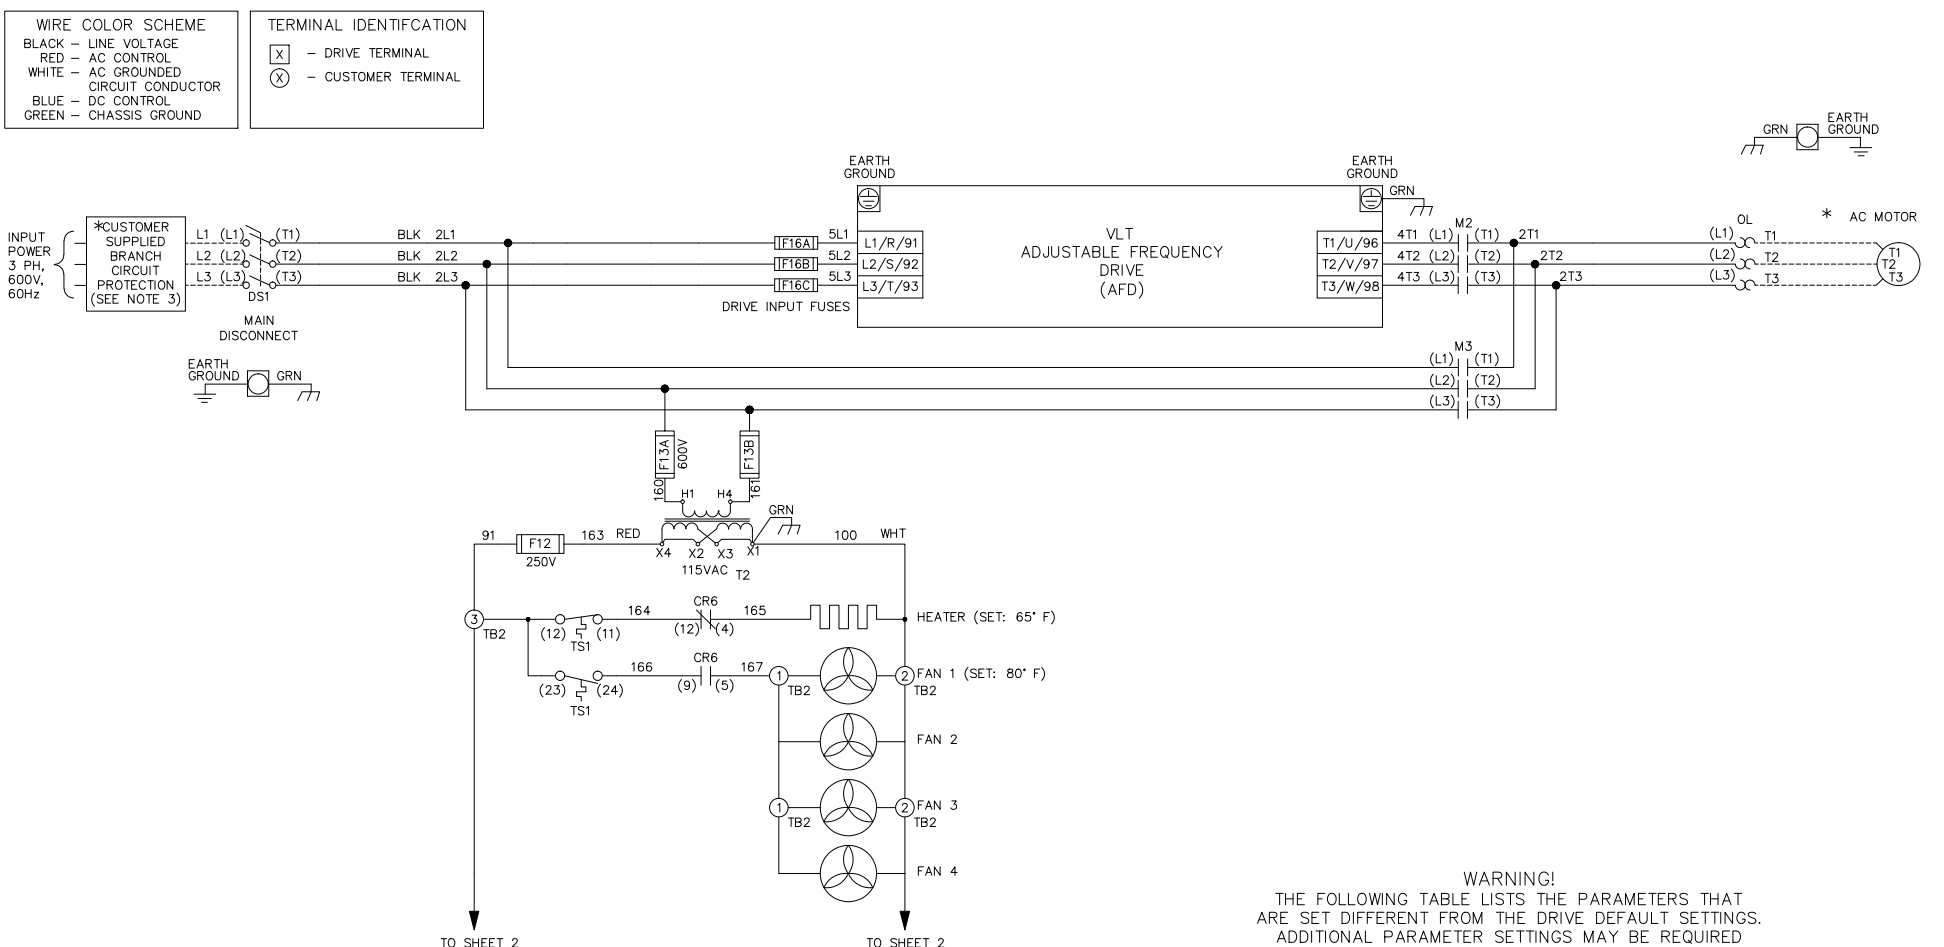 WIRE COLOR SCHEME
BLACK – LINE VOLTAGE
RED – AC CONTROL
WHITE – AC GROUNDED
CIRCUIT CONDUCTOR
BLUE – DC CONTROL
GREEN – CHASSIS GROUND
TERMINAL IDENTIFCATION
X – DRIVE TERMINAL
X – CUSTOMER TERMINAL
GRN
EARTH
GROUND
EARTH
GROUND
EARTH
GROUND
GRN
INPUT
POWER
3 PH,
600V,
60Hz
*CUSTOMER
SUPPLIED
BRANCH
CIRCUIT
PROTECTION
(SEE NOTE 3)
L1 (L1) (T1) BLK 2L1 F16A 5L1 L1/R/91
L2 (L2) (T2) BLK 2L2 F16B 5L2 L2/S/92
L3 (L3) (T3) BLK 2L3 F16C 5L3 L3/T/93
DS1
MAIN
DISCONNECT
DRIVE INPUT FUSES
VLT
ADJUSTABLE FREQUENCY
DRIVE
(AFD)
M2
T1/U/96 4T1 (L1) (T1) 2T1
T2/V/97 4T2 (L2) (T2) 2T2
T3/W/98 4T3 (L3) (T3) 2T3
OL
(L1) T1
(L2) T2
(L3) T3
* AC MOTOR
T1
T2
T3
EARTH
GROUND
GRN
M3
(L1) (T1)
(L2) (T2)
(L3) (T3)
F13A
600V
F13B
160
161
H1 H4
GRN
91 F12 163 RED
250V
X4 X2 X3 X1
100 WHT
115VAC T2
3
TB2
(12) (11)
TS1
164
CR6
(12) (4)
165
HEATER (SET: 65° F)
(23) (24)
TS1
166
CR6
(9) (5)
167
1
TB2
2
TB2
FAN 1 (SET: 80° F)
FAN 2
1
TB2
2
TB2
FAN 3
FAN 4
TO SHEET 2
TO SHEET 2
WARNING!
THE FOLLOWING TABLE LISTS THE PARAMETERS THAT
ARE SET DIFFERENT FROM THE DRIVE DEFAULT SETTINGS.
ADDITIONAL PARAMETER SETTINGS MAY BE REQUIRED